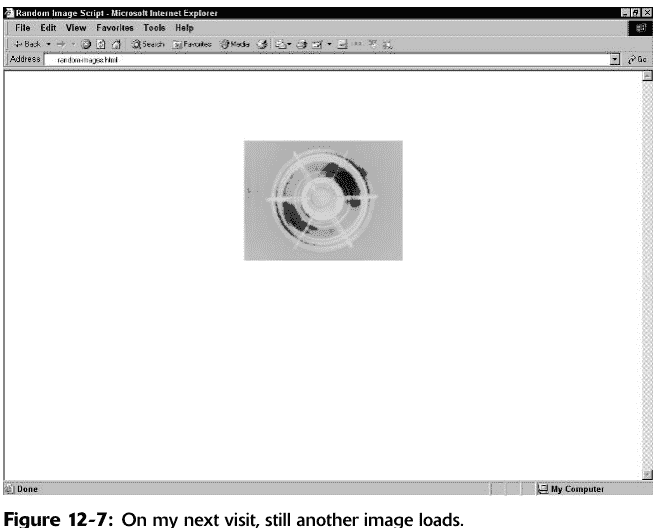 Random Image Script - Microsoft Internet Explorer
File Edit View Favorites Tools Help
Back Search Favorites Media
Address random-images.html Go
Done My Computer
Figure 12-7: On my next visit, still another image loads.